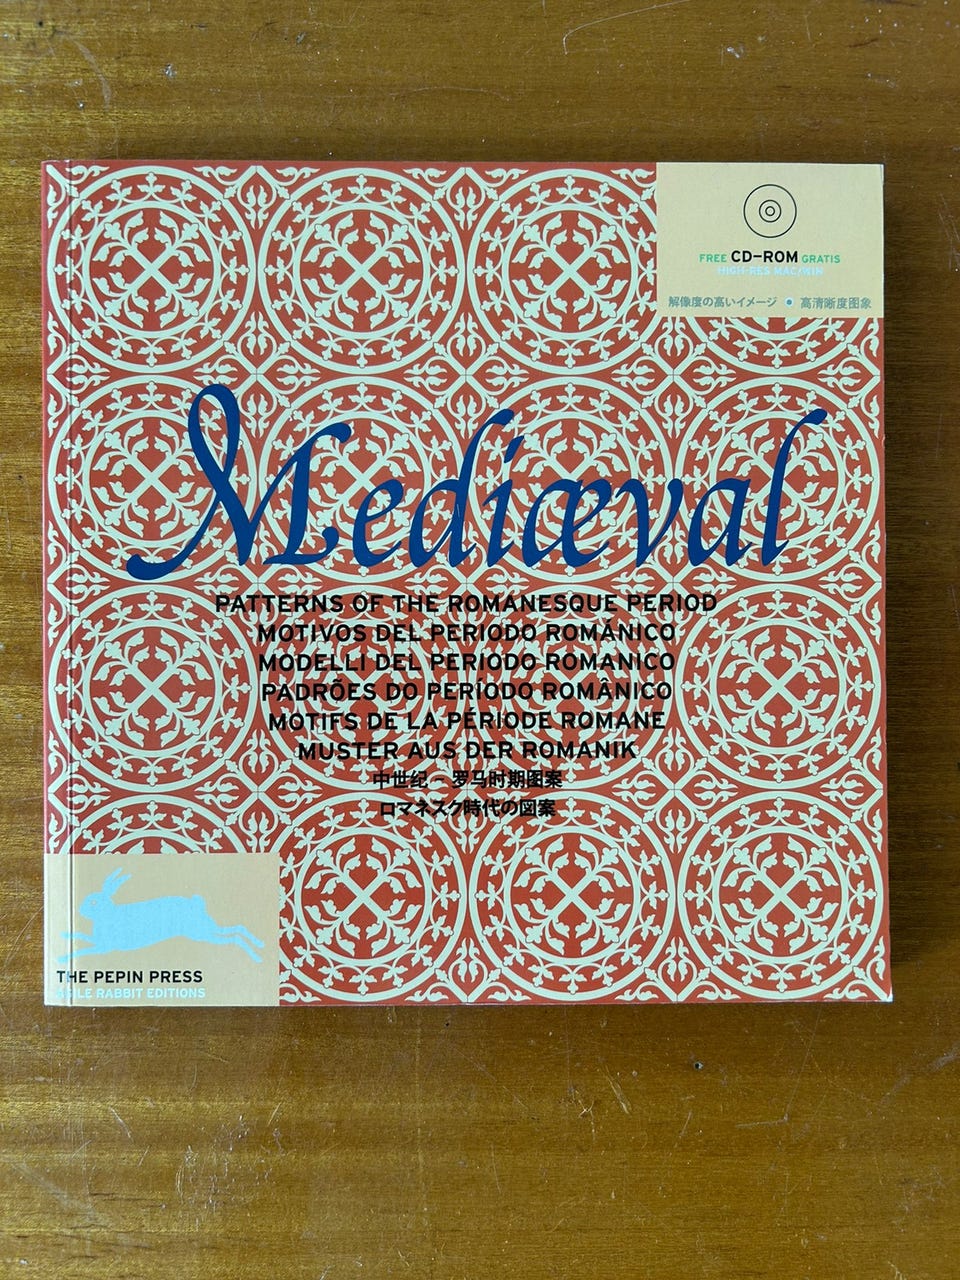 FREE CD-ROM GRATIS
HIGH-RES MAC/WIN
解像度の高いイメージ 高清晰度图象
Mediæval
PATTERNS OF THE ROMANESQUE PERIOD
MOTIVOS DEL PERIODO ROMÁNICO
MODELLI DEL PERIODO ROMANICO
PADRÕES DO PERÍODO ROMÂNICO
MOTIFS DE LA PÉRIODE ROMANE
MUSTER AUS DER ROMANIK
中世纪 – 罗马时期图案
ロマネスク時代の図案
THE PEPIN PRESS
AGILE RABBIT EDITIONS